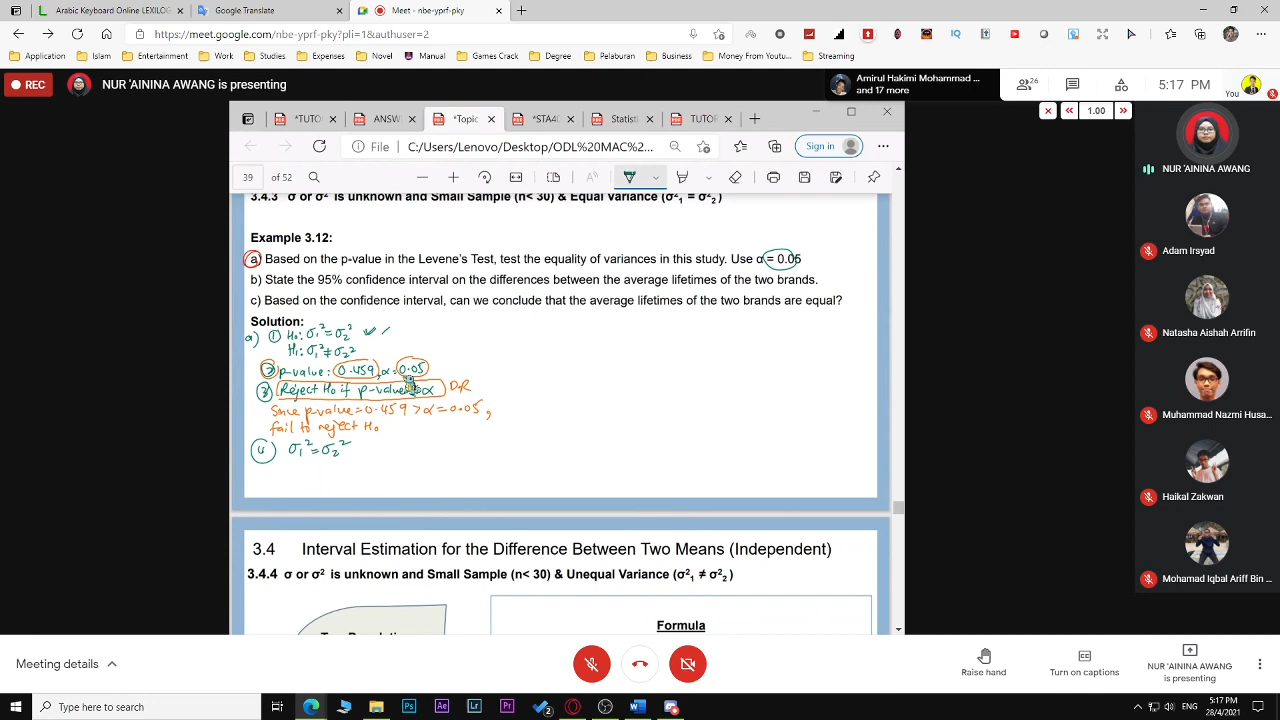 Arabic Keyboard Online LEXILOG
Google Translate
Meet - nbe-yprf-pky
https://meet.google.com/nbe-yprf-pky?pli=1&authuser=2
Application
Islam
Entertainment
Work
Studies
Expenses
Novel
Manual
Games Crack
Pelaburan
Business
Money From Youtub...
Streaming
REC
NUR 'AININA AWANG is presenting
Amirul Hakimi Mohammad ...
and 17 more
26
5:17 PM
You
*TUTO
ANSW
*Topic
*STA4
Statisti
TUTOR
1.00
File
C:/Users/Lenovo/Desktop/ODL%20MAC%2...
Sign in
39 of 52
3.4.3 σ or σ² is unknown and Small Sample (n< 30) & Equal Variance (σ²₁ = σ²₂)
Example 3.12:
a) Based on the p-value in the Levene's Test, test the equality of variances in this study. Use α = 0.05
b) State the 95% confidence interval on the differences between the average lifetimes of the two brands.
c) Based on the confidence interval, can we conclude that the average lifetimes of the two brands are equal?
Solution:
a) ① H₀: σ₁² = σ₂²
H₁: σ₁² ≠ σ₂²
② p-value: 0.459, α = 0.05
③ Reject H₀ if p-value α D.R
Since p-value = 0.459 > α = 0.05,
fail to reject H₀
④ σ₁² = σ₂²
3.4 Interval Estimation for the Difference Between Two Means (Independent)
3.4.4 σ or σ² is unknown and Small Sample (n< 30) & Unequal Variance (σ²₁ ≠ σ²₂)
Formula
NUR 'AININA AWANG
Adam Irsyad
Natasha Aishah Arrifin
Muhammad Nazmi Husa...
Haikal Zakwan
Mohamad Iqbal Ariff Bin ...
Meeting details
Raise hand
Turn on captions
NUR 'AININA AWANG
is presenting
Type here to search
5:17 PM
28/4/2021